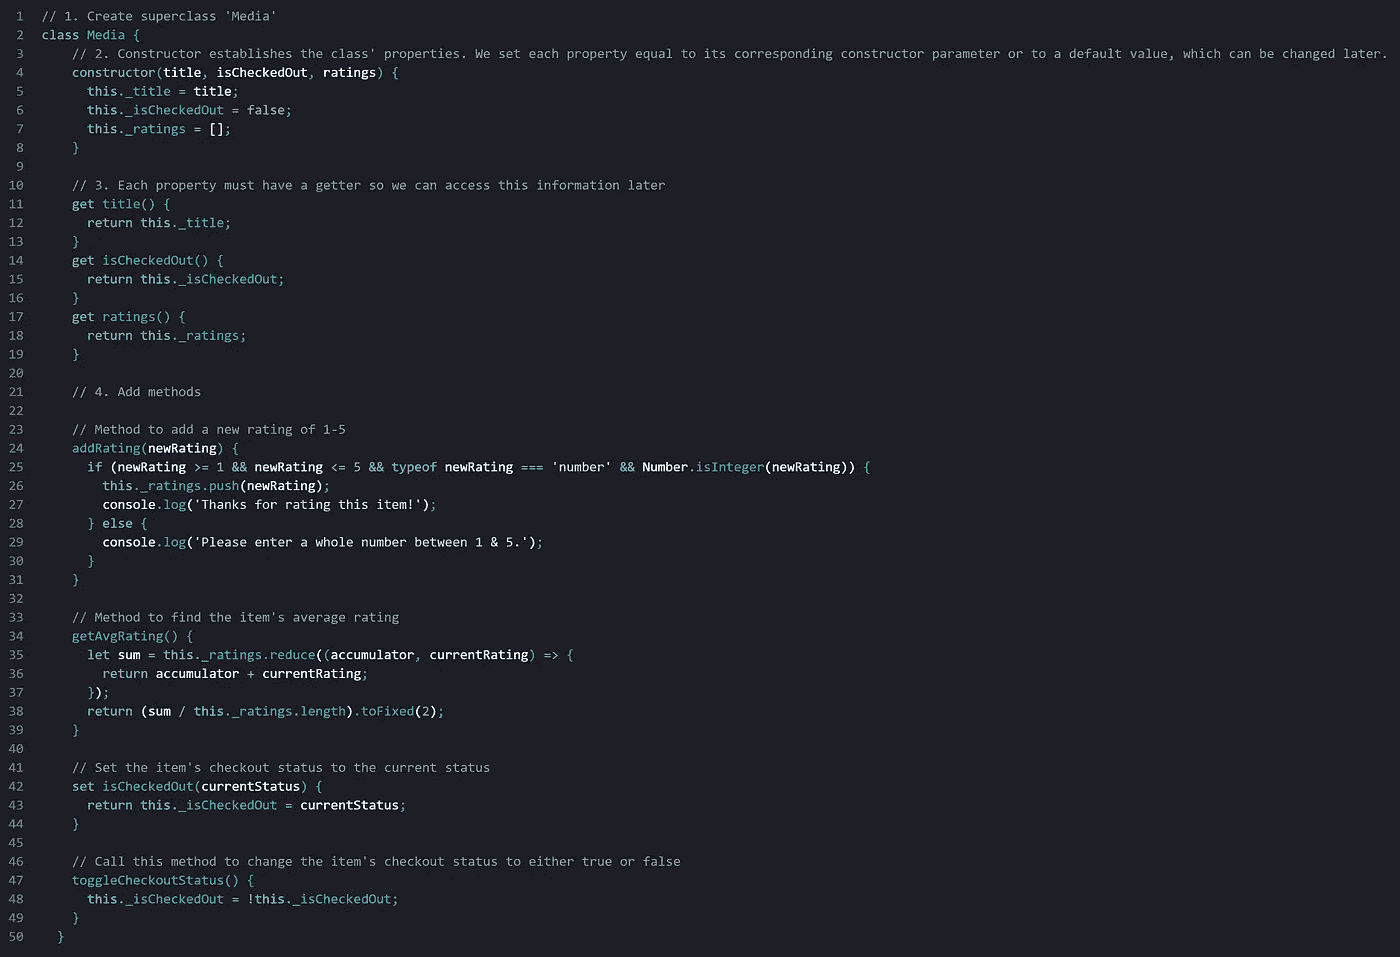 1 // 1. Create superclass 'Media'
2 class Media {
3 // 2. Constructor establishes the class' properties. We set each property equal to its corresponding constructor parameter or to a default value, which can be changed later.
4 constructor(title, isCheckedOut, ratings) {
5 this._title = title;
6 this._isCheckedOut = false;
7 this._ratings = [];
8 }
9
10 // 3. Each property must have a getter so we can access this information later
11 get title() {
12 return this._title;
13 }
14 get isCheckedOut() {
15 return this._isCheckedOut;
16 }
17 get ratings() {
18 return this._ratings;
19 }
20
21 // 4. Add methods
22
23 // Method to add a new rating of 1-5
24 addRating(newRating) {
25 if (newRating >= 1 && newRating <= 5 && typeof newRating === 'number' && Number.isInteger(newRating)) {
26 this._ratings.push(newRating);
27 console.log('Thanks for rating this item!');
28 } else {
29 console.log('Please enter a whole number between 1 & 5.');
30 }
31 }
32
33 // Method to find the item's average rating
34 getAvgRating() {
35 let sum = this._ratings.reduce((accumulator, currentRating) => {
36 return accumulator + currentRating;
37 });
38 return (sum / this._ratings.length).toFixed(2);
39 }
40
41 // Set the item's checkout status to the current status
42 set isCheckedOut(currentStatus) {
43 return this._isCheckedOut = currentStatus;
44 }
45
46 // Call this method to change the item's checkout status to either true or false
47 toggleCheckoutStatus() {
48 this._isCheckedOut = !this._isCheckedOut;
49 }
50 }